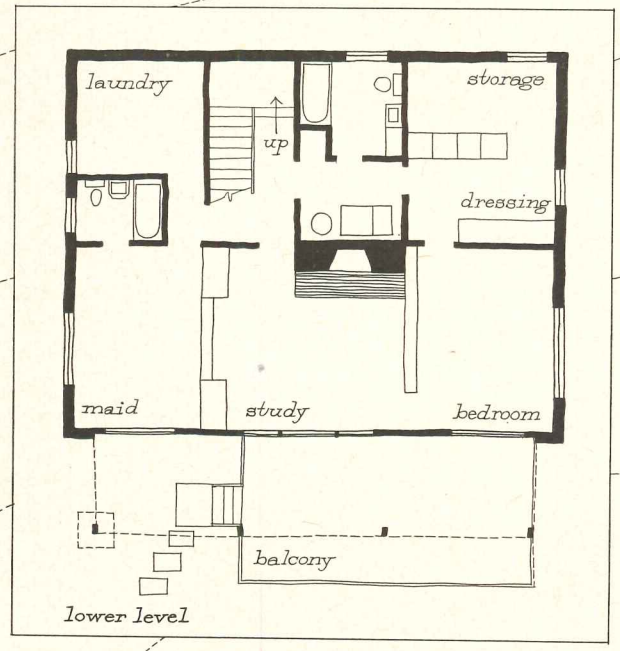 laundry
storage
up
dressing
maid
study
bedroom
balcony
lower level